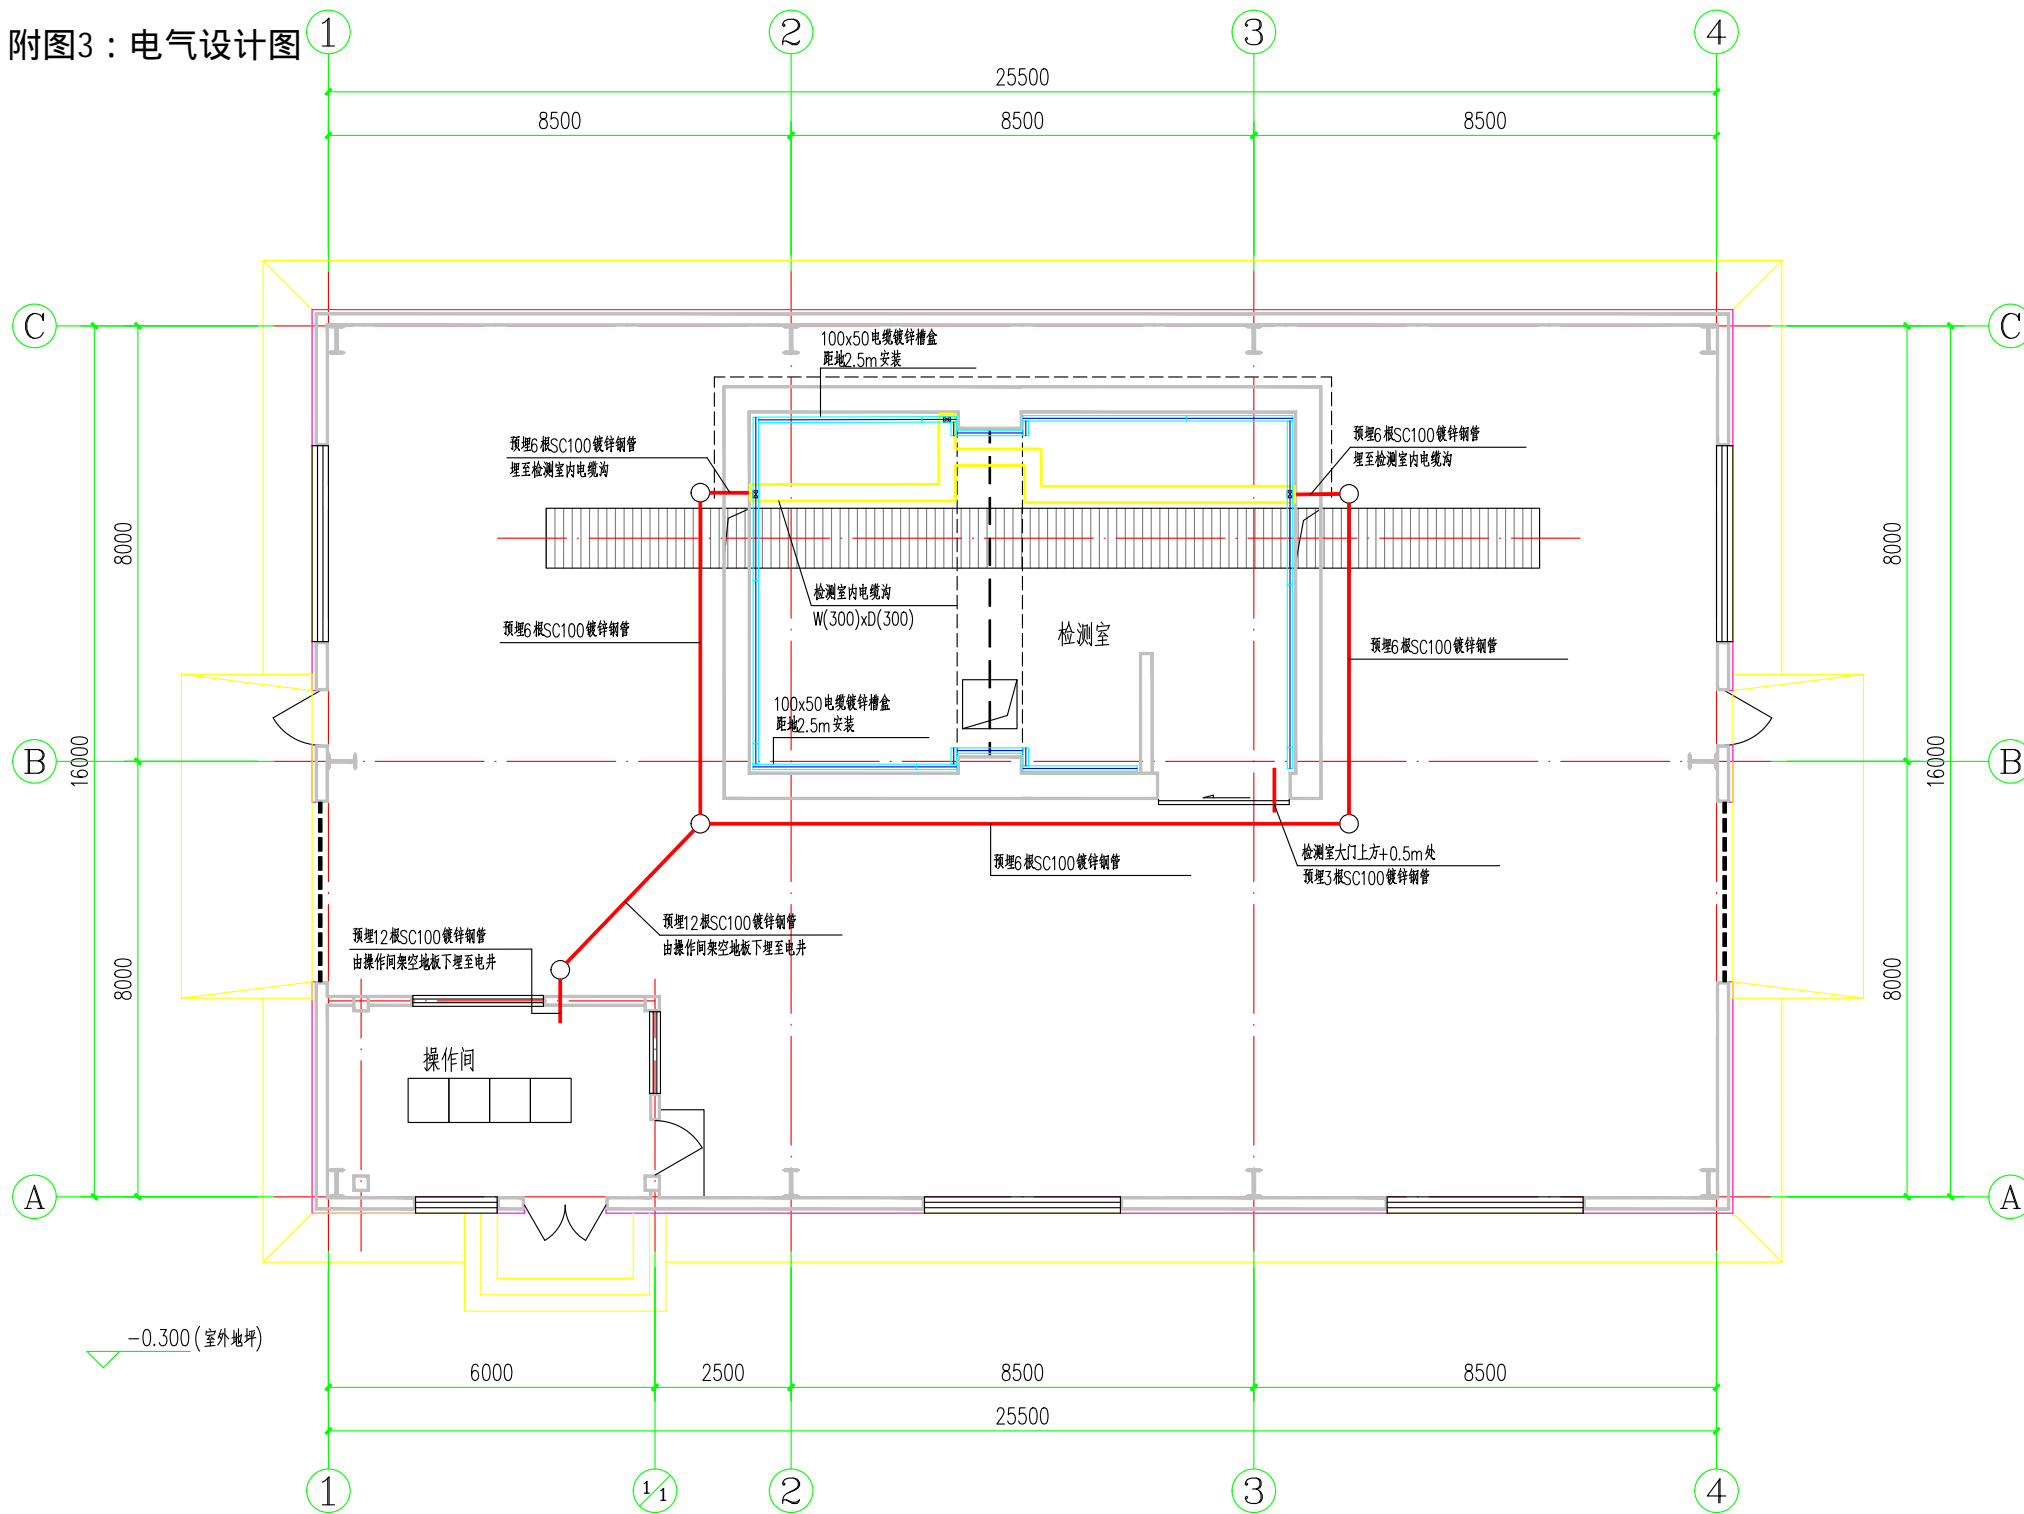 附图3：电气设计图
1
2
3
4
25500
8500
8500
8500
C
C
100x50电缆镀锌槽盒
距地2.5m安装
预埋6根SC100镀锌钢管
埋至检测室内电缆沟
预埋6根SC100镀锌钢管
埋至检测室内电缆沟
8000
8000
检测室内电缆沟
W(300)xD(300)
预埋6根SC100镀锌钢管
检测室
预埋6根SC100镀锌钢管
100x50电缆镀锌槽盒
距地2.5m安装
B
16000
16000
B
检测室大门上方+0.5m处
预埋3根SC100镀锌钢管
预埋6根SC100镀锌钢管
预埋12根SC100镀锌钢管
由操作间架空地板下埋至电井
预埋12根SC100镀锌钢管
由操作间架空地板下埋至电井
8000
8000
操作间
A
A
-0.300(室外地坪)
6000
2500
8500
8500
25500
1
1/1
2
3
4